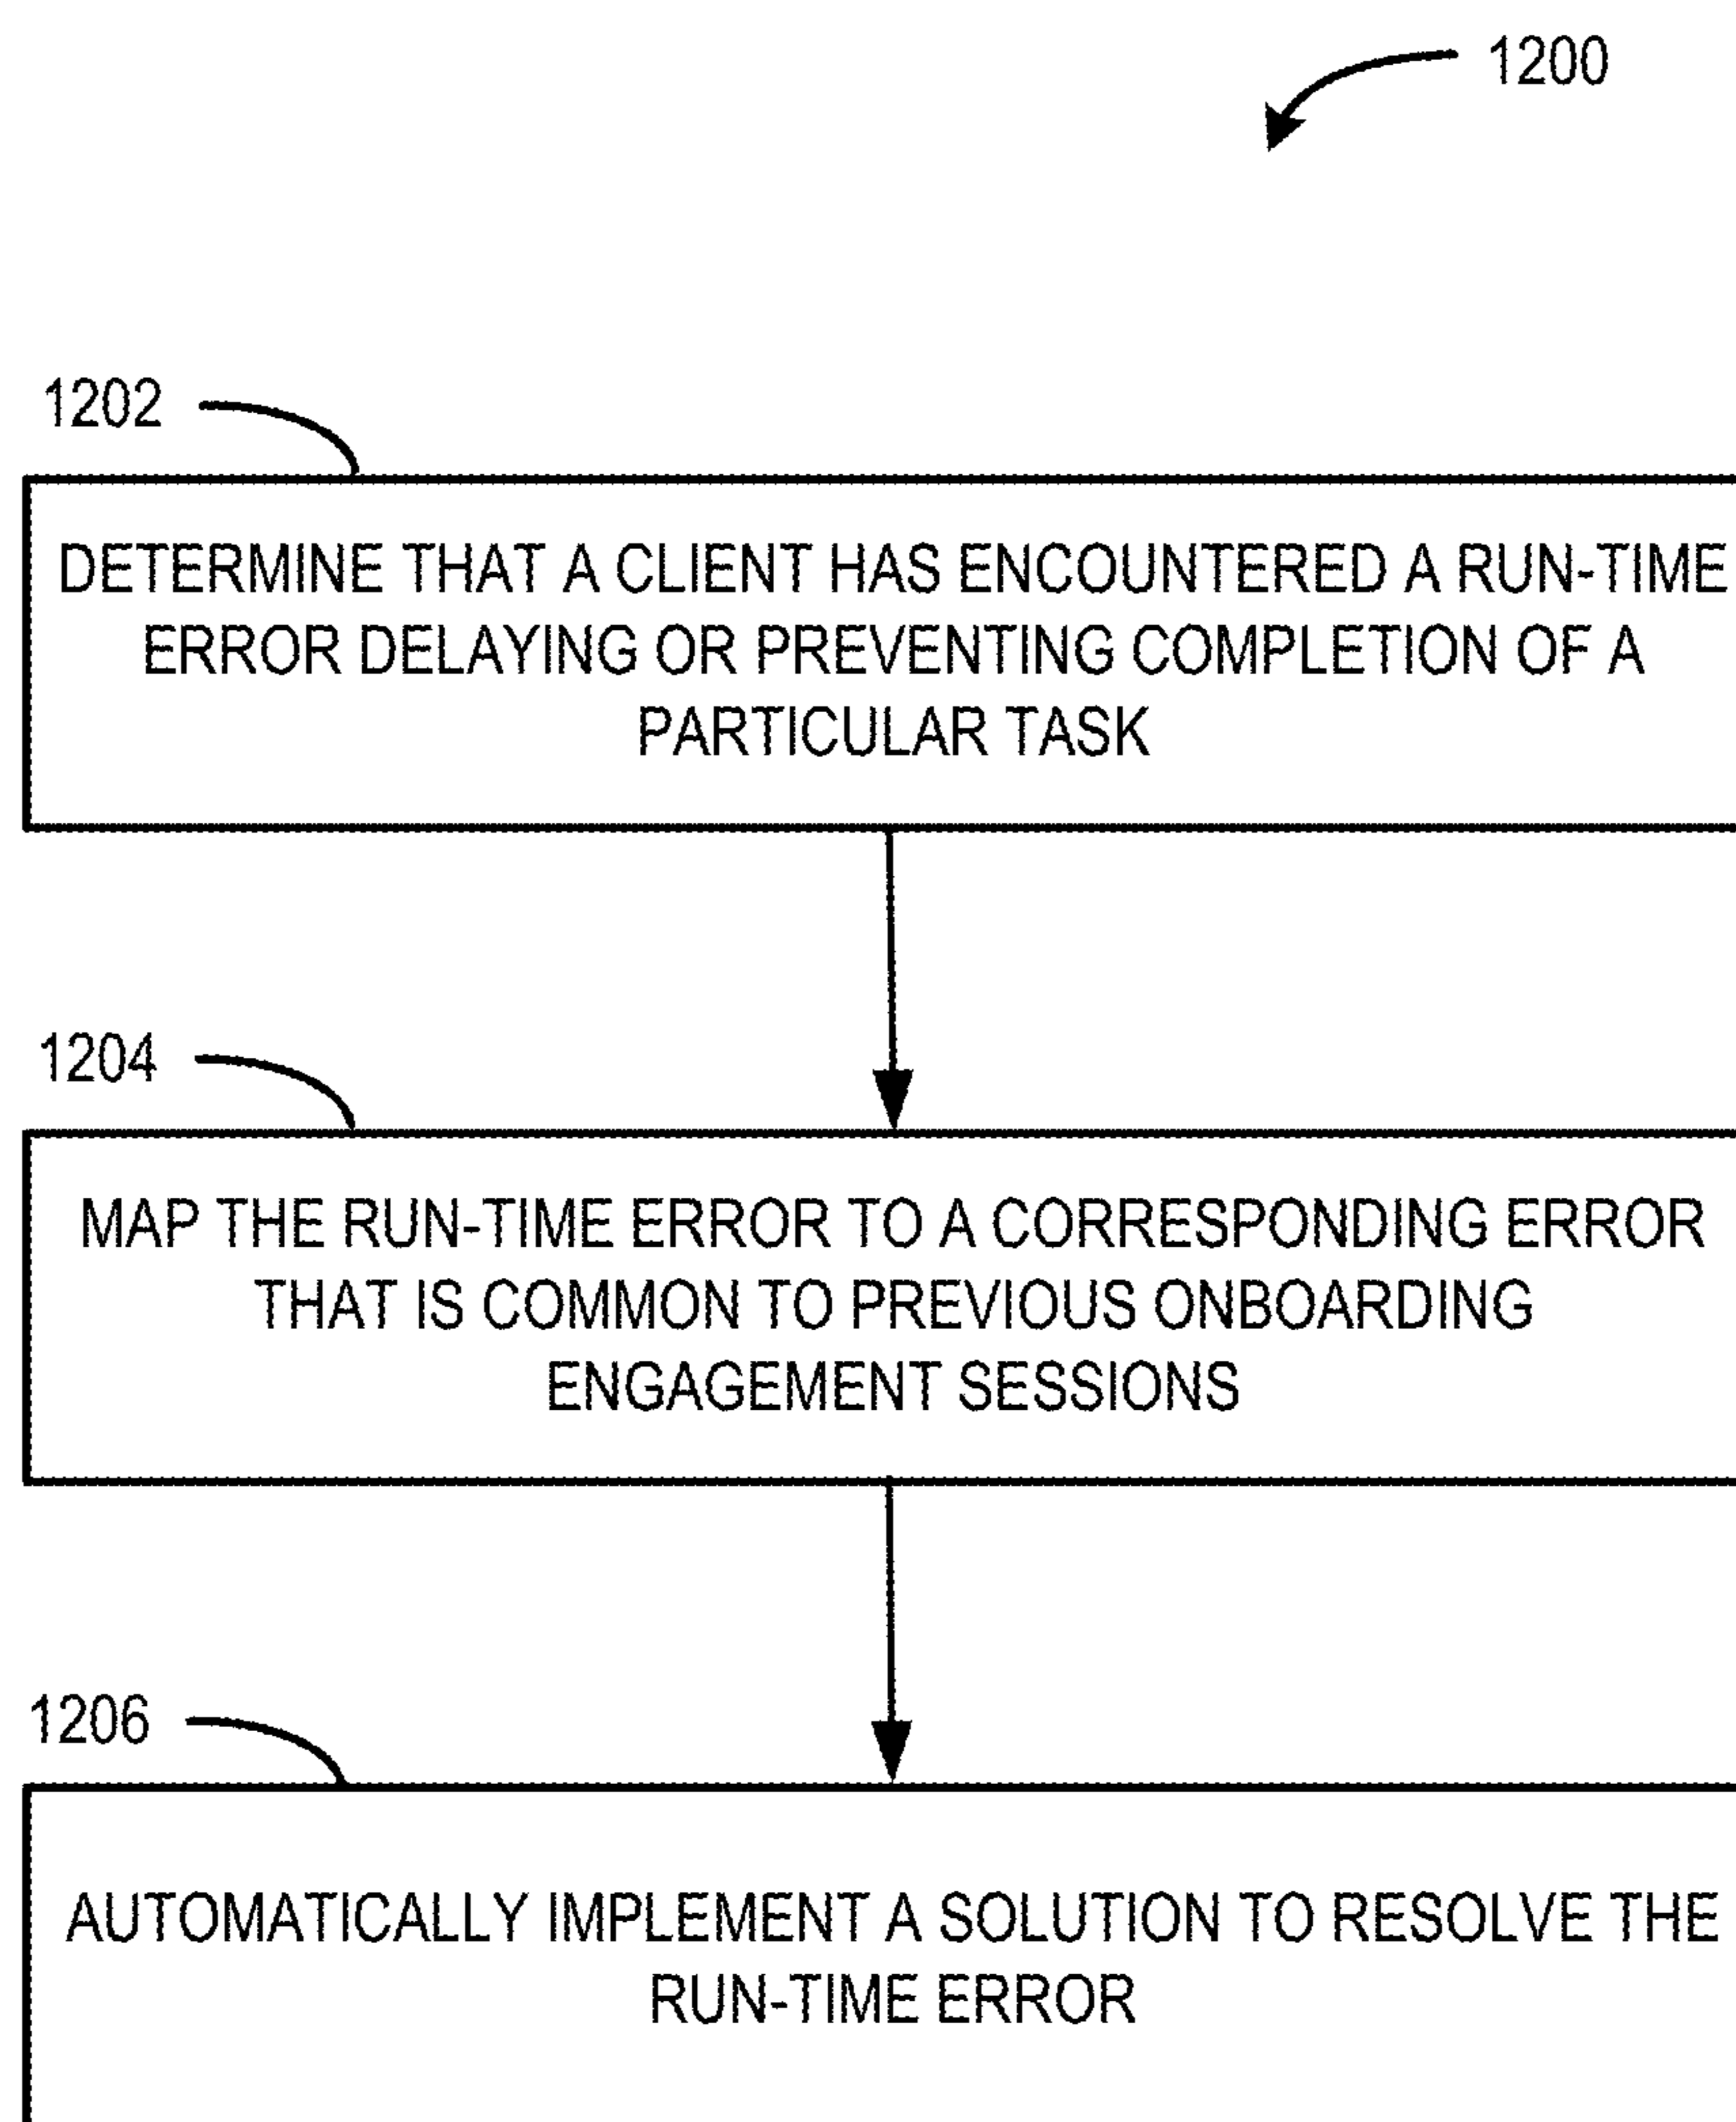 1200
1202
DETERMINE THAT A CLIENT HAS ENCOUNTERED A RUN-TIME
ERROR DELAYING OR PREVENTING COMPLETION OF A
PARTICULAR TASK
1204
MAP THE RUN-TIME ERROR TO A CORRESPONDING ERROR
THAT IS COMMON TO PREVIOUS ONBOARDING
ENGAGEMENT SESSIONS
1206
AUTOMATICALLY IMPLEMENT A SOLUTION TO RESOLVE THE
RUN-TIME ERROR